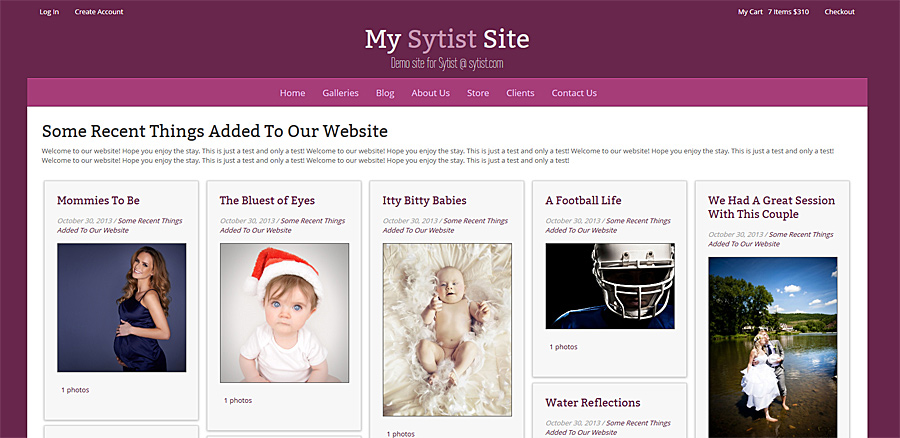 Log In Create Account My Cart 7 Items $310 Checkout
My Sytist Site
Demo site for Sytist @ sytist.com
Home Galleries Blog About Us Store Clients Contact Us
Some Recent Things Added To Our Website
Welcome to our website! Hope you enjoy the stay. This is just a test and only a test! Welcome to our website! Hope you enjoy the stay. This is just a test and only a test! Welcome to our website! Hope you enjoy the stay. This is just a test and only a test!
Welcome to our website! Hope you enjoy the stay. This is just a test and only a test! Welcome to our website! Hope you enjoy the stay. This is just a test and only a test!
Mommies To Be
October 30, 2013 / Some Recent Things
Added To Our Website
1 photos
The Bluest of Eyes
October 30, 2013 / Some Recent Things
Added To Our Website
1 photos
Itty Bitty Babies
October 30, 2013 / Some Recent Things
Added To Our Website
1 photos
A Football Life
October 30, 2013 / Some Recent Things
Added To Our Website
1 photos
Water Reflections
October 30, 2013 / Some Recent Things
Added To Our Website
We Had A Great Session
With This Couple
October 30, 2013 / Some Recent Things
Added To Our Website